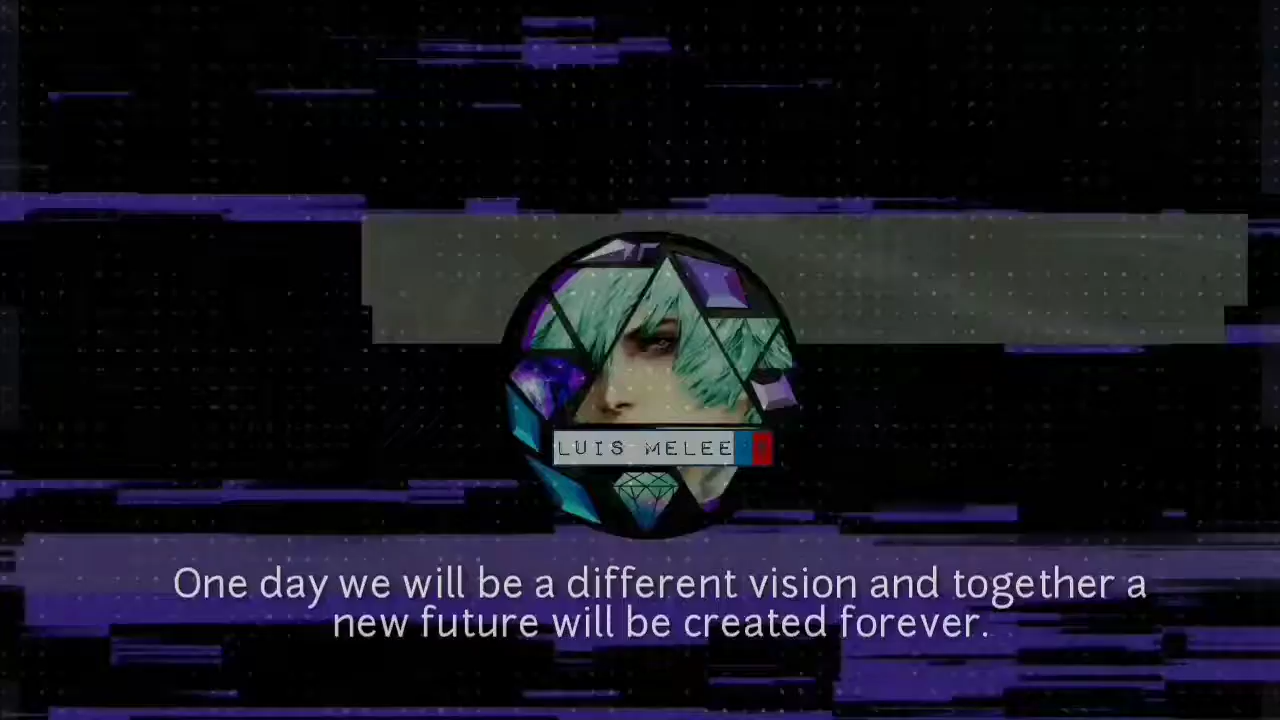 LUIS MELEE
One day we will be a different vision and together a
new future will be created forever.